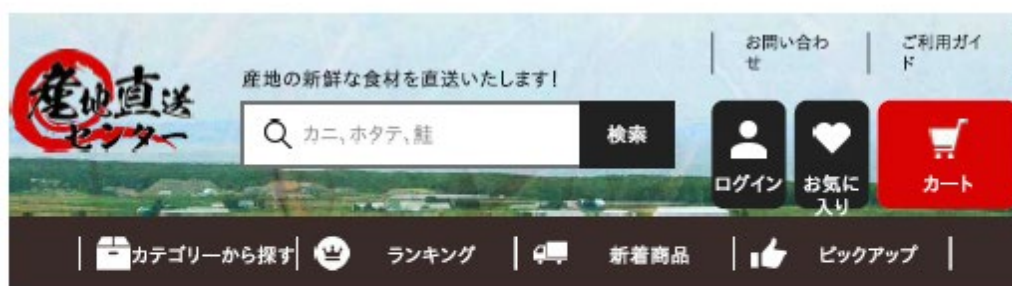 お問い合わ
せ
ご利用ガイ
ド
産地直送
センター
産地の新鮮な食材を直送いたします!
カニ、ホタテ、鮭
検索
ログイン
お気に
入り
カート
カテゴリーから探す
ランキング
新着商品
ピックアップ